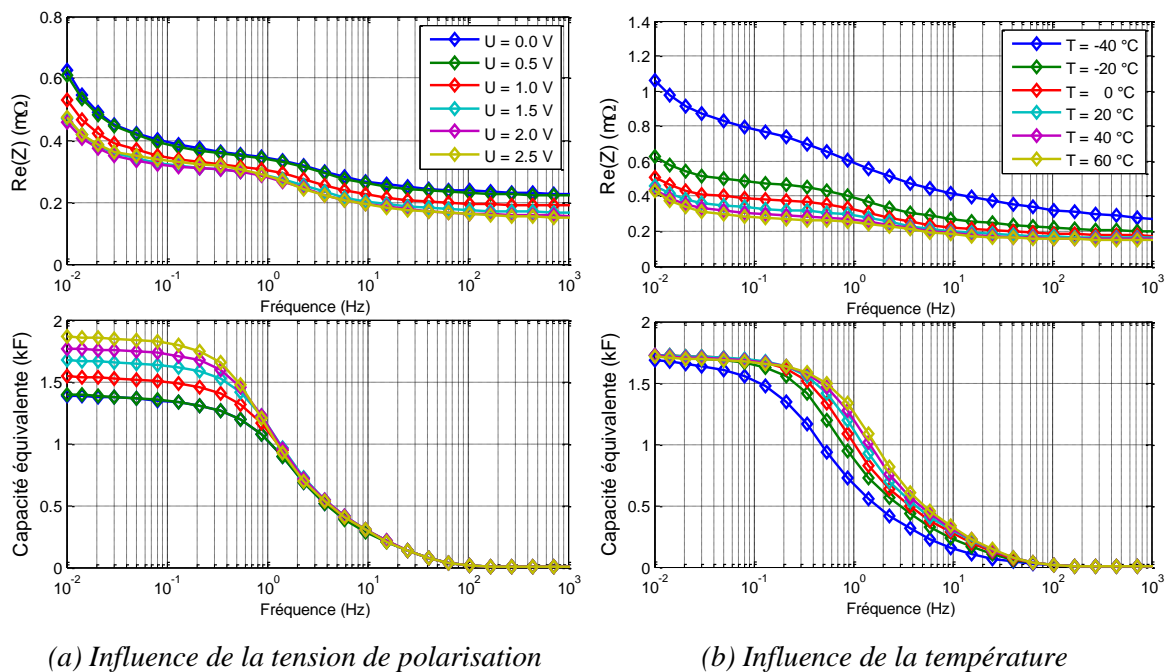 0.8
0.6
0.4
0.2
0
Re(Z) (mΩ)
U = 0.0 V
U = 0.5 V
U = 1.0 V
U = 1.5 V
U = 2.0 V
U = 2.5 V
10-2 10-1 100 101 102 103
Fréquence (Hz)
2
1.5
1
0.5
0
Capacité équivalente (kF)
10-2 10-1 100 101 102 103
Fréquence (Hz)
(a) Influence de la tension de polarisation
1.4
1.2
1
0.8
0.6
0.4
0.2
0
Re(Z) (mΩ)
T = -40 °C
T = -20 °C
T = 0 °C
T = 20 °C
T = 40 °C
T = 60 °C
10-2 10-1 100 101 102 103
Fréquence (Hz)
2
1.5
1
0.5
0
Capacité équivalente (kF)
10-2 10-1 100 101 102 103
Fréquence (Hz)
(b) Influence de la température